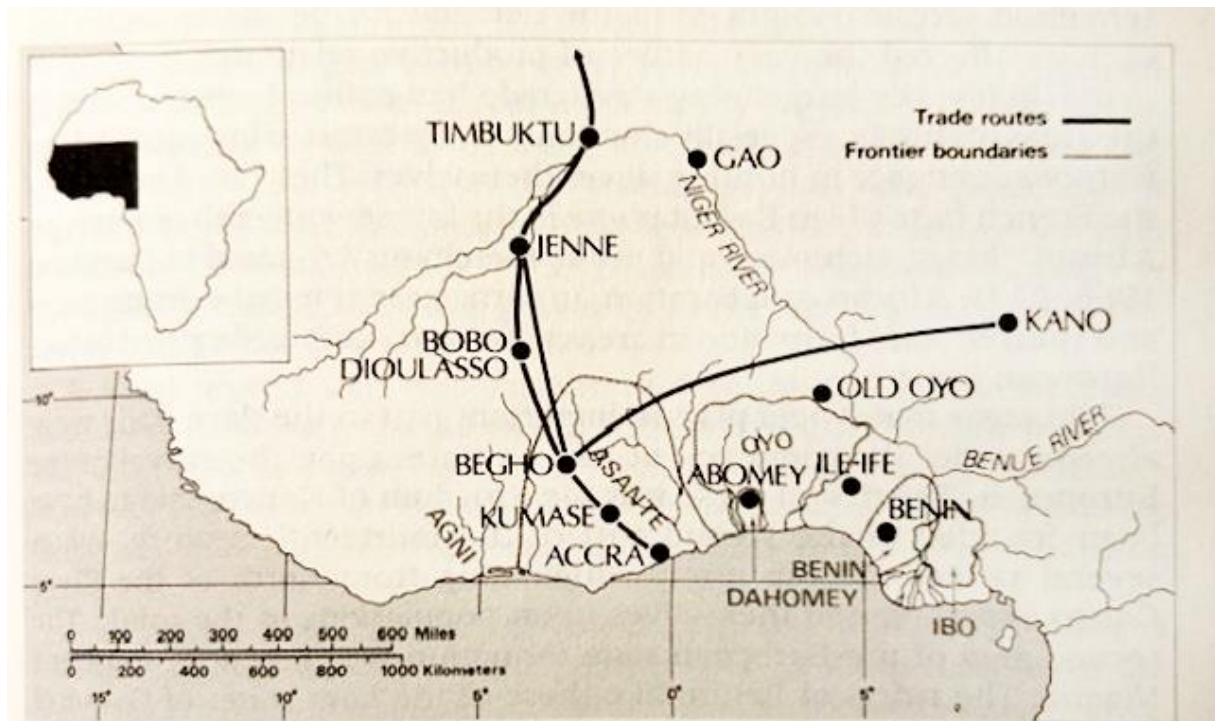 TIMBUKTU
GAO
Trade routes
Frontier boundaries
NIGER RIVER
JENNE
KANO
BOBO
DIOULASSO
OLD OYO
OYO
BENUE RIVER
BEGHO
ASANTE
ABOMEY
ILE-IFE
KUMASE
BENIN
AGNI
ACCRA
BENIN
DAHOMEY
IBO
10°
5°
0 100 200 300 400 500 600 Miles
0 200 400 600 800 1000 Kilometers
15° 10° 5° 0° 5°